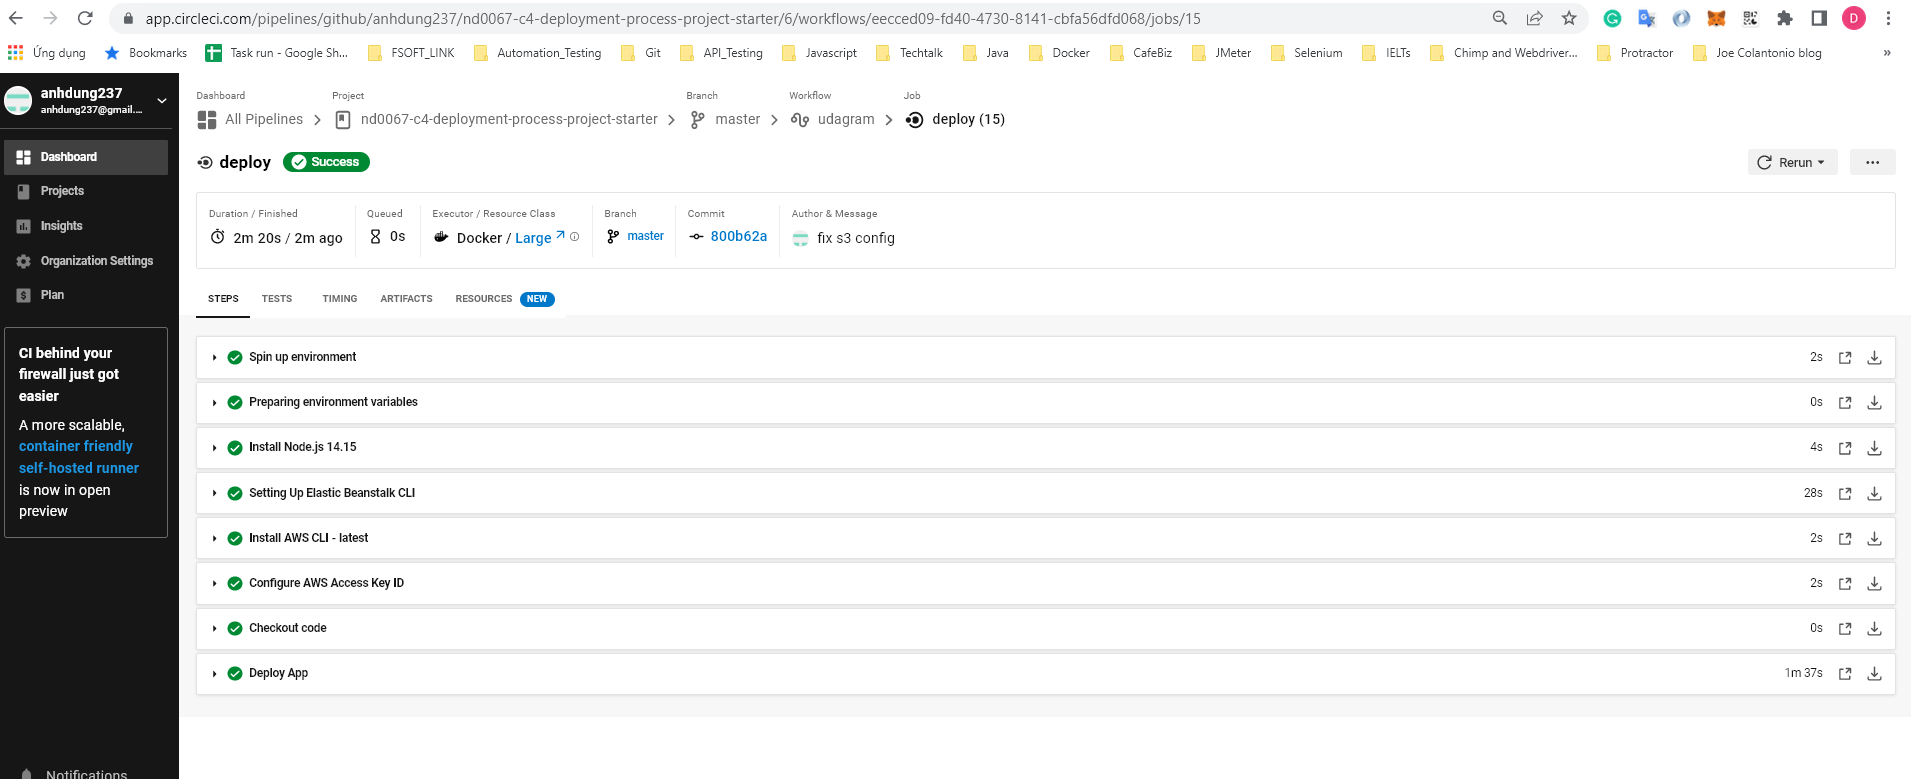 app.circleci.com/pipelines/github/anhdung237/nd0067-c4-deployment-process-project-starter/6/workflows/eecced09-fd40-4730-8141-cbfa56dfd068/jobs/15
D
Ứng dụng Bookmarks Task run - Google Sh... FSOFT_LINK Automation_Testing Git API_Testing Javascript Techtalk Java Docker CafeBiz JMeter Selenium IELTs Chimp and Webdriver... Protractor Joe Colantonio blog »
anhdung237
anhdung237@gmail....
Dashboard
Projects
Insights
Organization Settings
Plan
CI behind your
firewall just got
easier
A more scalable,
container friendly
self-hosted runner
is now in open
preview
Notifications
Dashboard Project Branch Workflow Job
All Pipelines nd0067-c4-deployment-process-project-starter master udagram deploy (15)
deploy Success Rerun
Duration / Finished Queued Executor / Resource Class Branch Commit Author & Message
2m 20s / 2m ago 0s Docker / Large master 800b62a fix s3 config
STEPS TESTS TIMING ARTIFACTS RESOURCES NEW
Spin up environment 2s
Preparing environment variables 0s
Install Node.js 14.15 4s
Setting Up Elastic Beanstalk CLI 28s
Install AWS CLI - latest 2s
Configure AWS Access Key ID 2s
Checkout code 0s
Deploy App 1m 37s